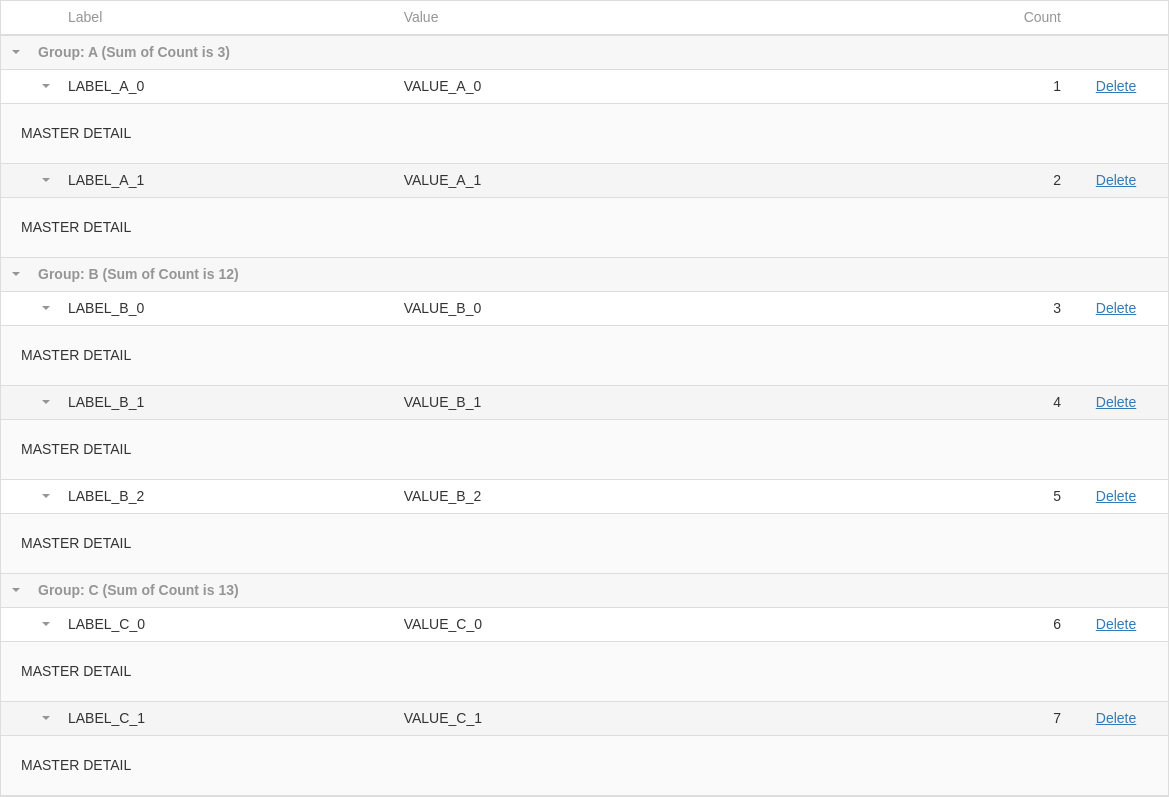 Label Value Count
Group: A (Sum of Count is 3)
LABEL_A_0 VALUE_A_0 1 Delete
MASTER DETAIL
LABEL_A_1 VALUE_A_1 2 Delete
MASTER DETAIL
Group: B (Sum of Count is 12)
LABEL_B_0 VALUE_B_0 3 Delete
MASTER DETAIL
LABEL_B_1 VALUE_B_1 4 Delete
MASTER DETAIL
LABEL_B_2 VALUE_B_2 5 Delete
MASTER DETAIL
Group: C (Sum of Count is 13)
LABEL_C_0 VALUE_C_0 6 Delete
MASTER DETAIL
LABEL_C_1 VALUE_C_1 7 Delete
MASTER DETAIL